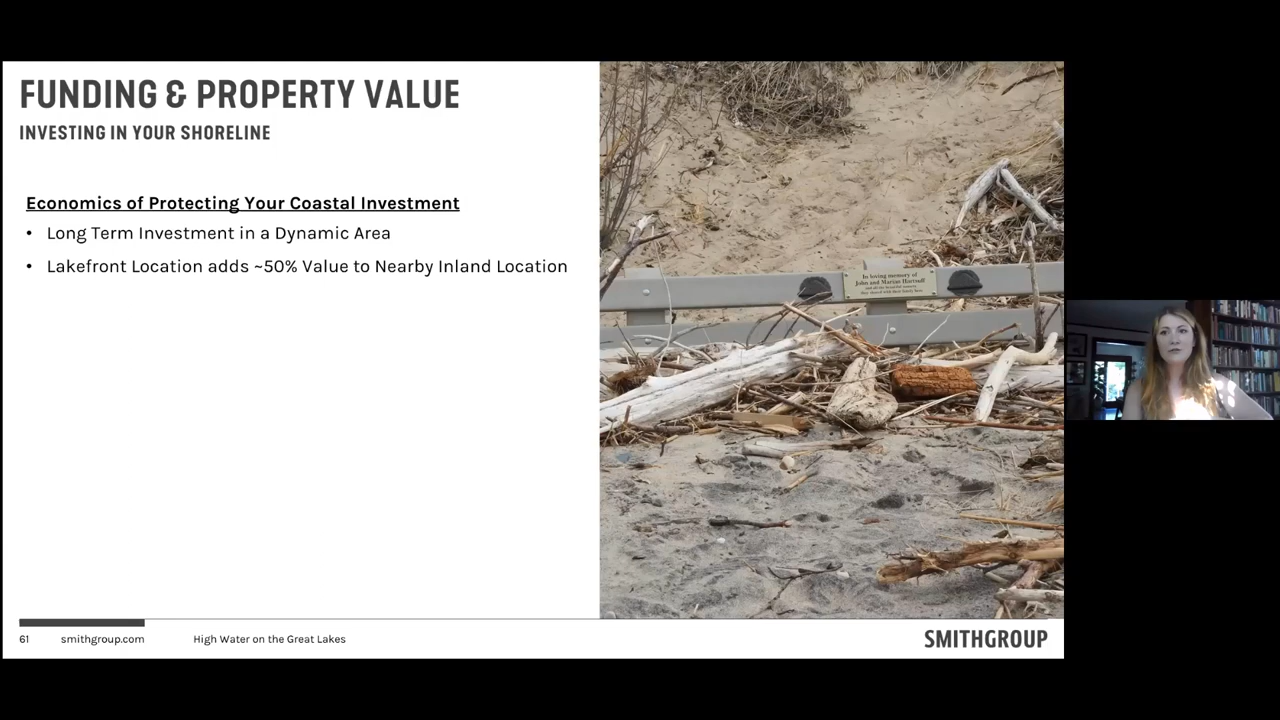 FUNDING & PROPERTY VALUE
INVESTING IN YOUR SHORELINE
Economics of Protecting Your Coastal Investment
• Long Term Investment in a Dynamic Area
• Lakefront Location adds ~50% Value to Nearby Inland Location
In loving memory of
John and Marian Hartnoff
61 smithgroup.com High Water on the Great Lakes
SMITHGROUP